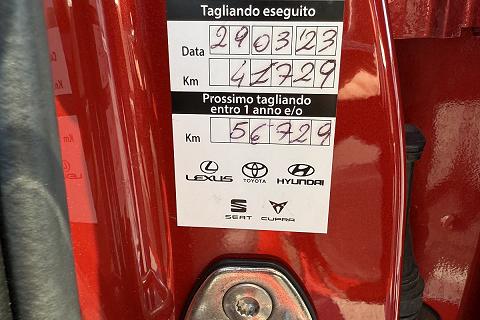 Tagliando eseguito
Data 29 03 '23
Km 41729
Prossimo tagliando
entro 1 anno e/o
Km 56729
LEXUS TOYOTA HYUNDAI
SEAT CUPRA